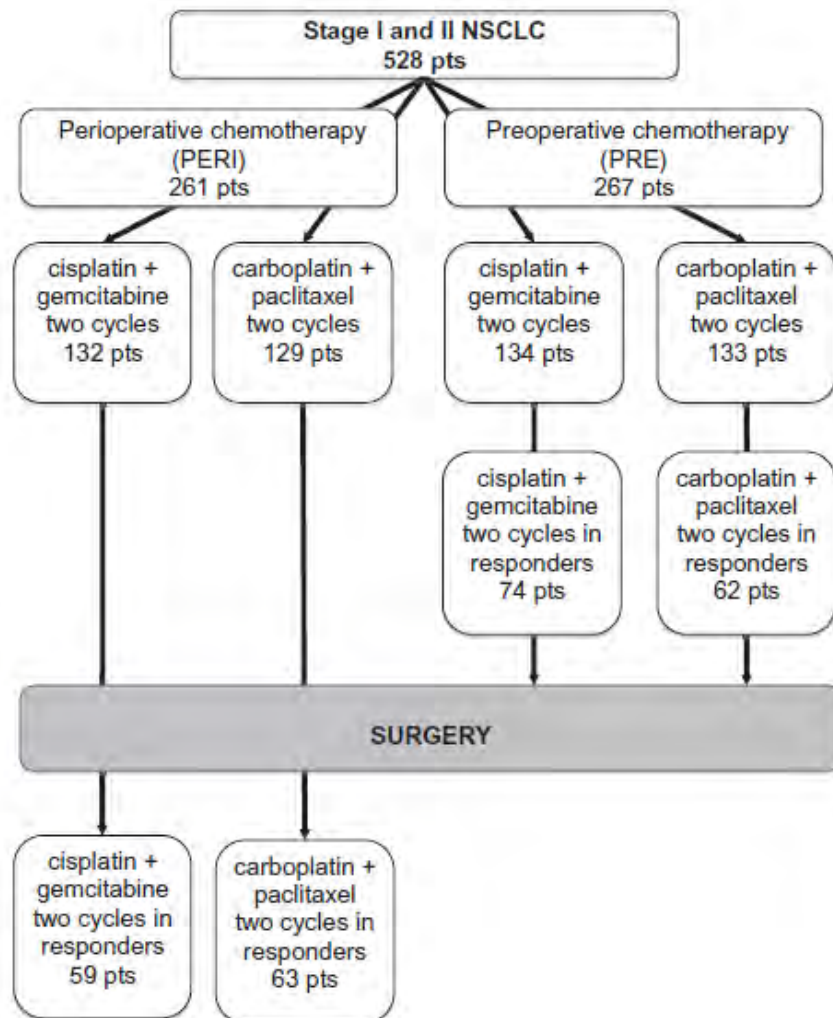 Stage I and II NSCLC
528 pts
Perioperative chemotherapy
(PERI)
261 pts
Preoperative chemotherapy
(PRE)
267 pts
cisplatin +
gemcitabine
two cycles
132 pts
carboplatin +
paclitaxel
two cycles
129 pts
cisplatin +
gemcitabine
two cycles
134 pts
carboplatin +
paclitaxel
two cycles
133 pts
cisplatin +
gemcitabine
two cycles in
responders
74 pts
carboplatin +
paclitaxel
two cycles in
responders
62 pts
SURGERY
cisplatin +
gemcitabine
two cycles in
responders
59 pts
carboplatin +
paclitaxel
two cycles in
responders
63 pts